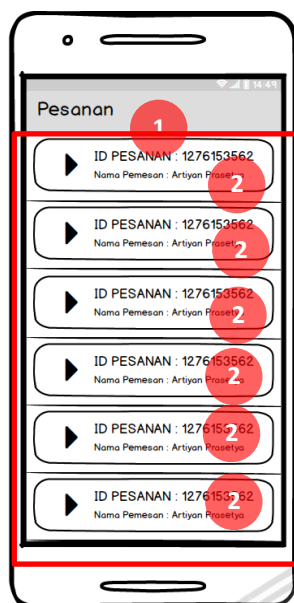 14:49
Pesanan
1
ID PESANAN : 1276153562
Nama Pemesan : Artiyan Prasetya
2
ID PESANAN : 1276153562
Nama Pemesan : Artiyan Prasetya
2
ID PESANAN : 1276153562
Nama Pemesan : Artiyan Prasetya
2
ID PESANAN : 1276153562
Nama Pemesan : Artiyan Prasetya
2
ID PESANAN : 1276153562
Nama Pemesan : Artiyan Prasetya
2
ID PESANAN : 1276153562
Nama Pemesan : Artiyan Prasetya
2